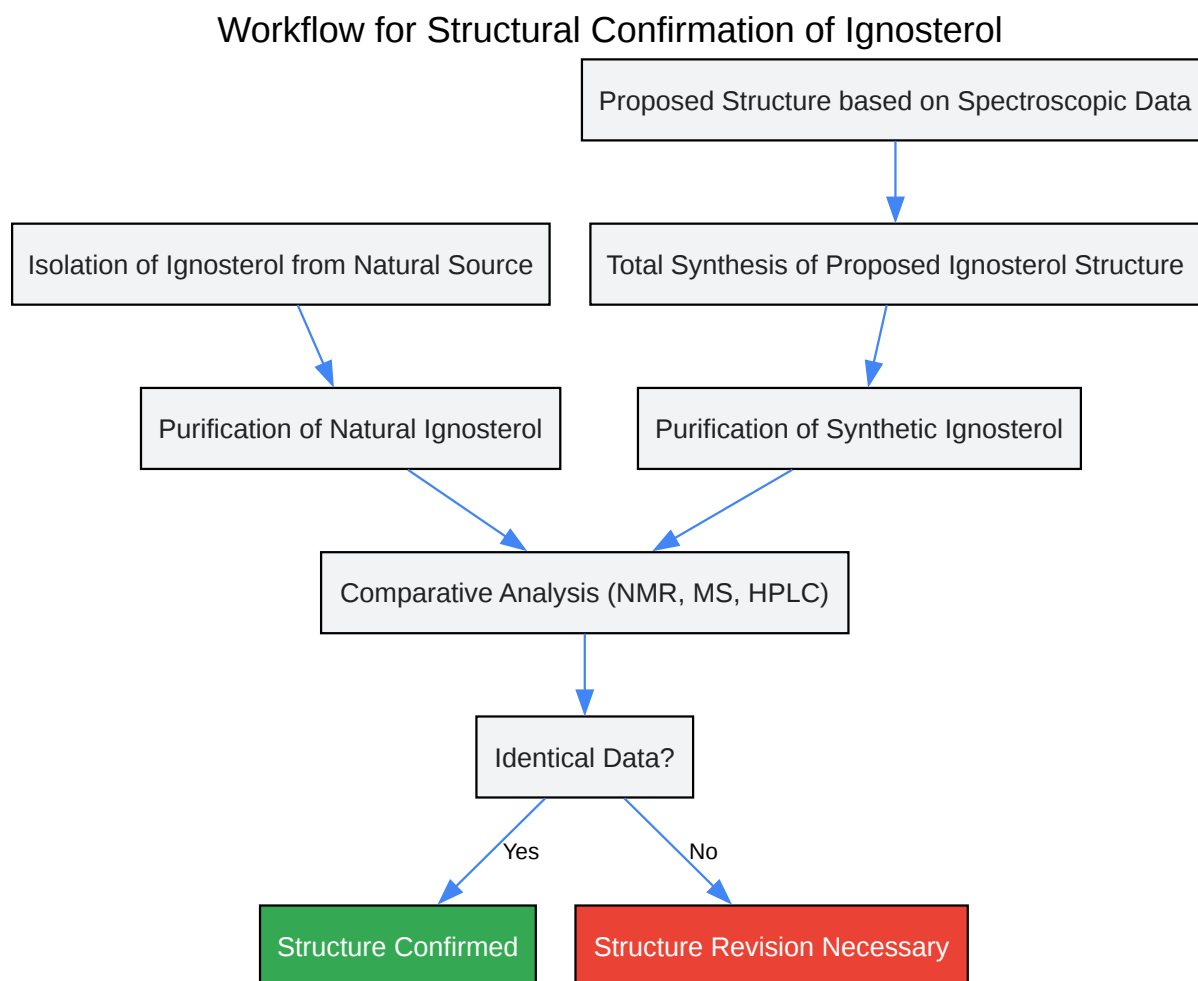 Workflow for Structural Confirmation of Ignosterol
Proposed Structure based on Spectroscopic Data
Isolation of Ignosterol from Natural Source
Total Synthesis of Proposed Ignosterol Structure
Purification of Natural Ignosterol
Purification of Synthetic Ignosterol
Comparative Analysis (NMR, MS, HPLC)
Identical Data?
Yes
No
Structure Confirmed
Structure Revision Necessary